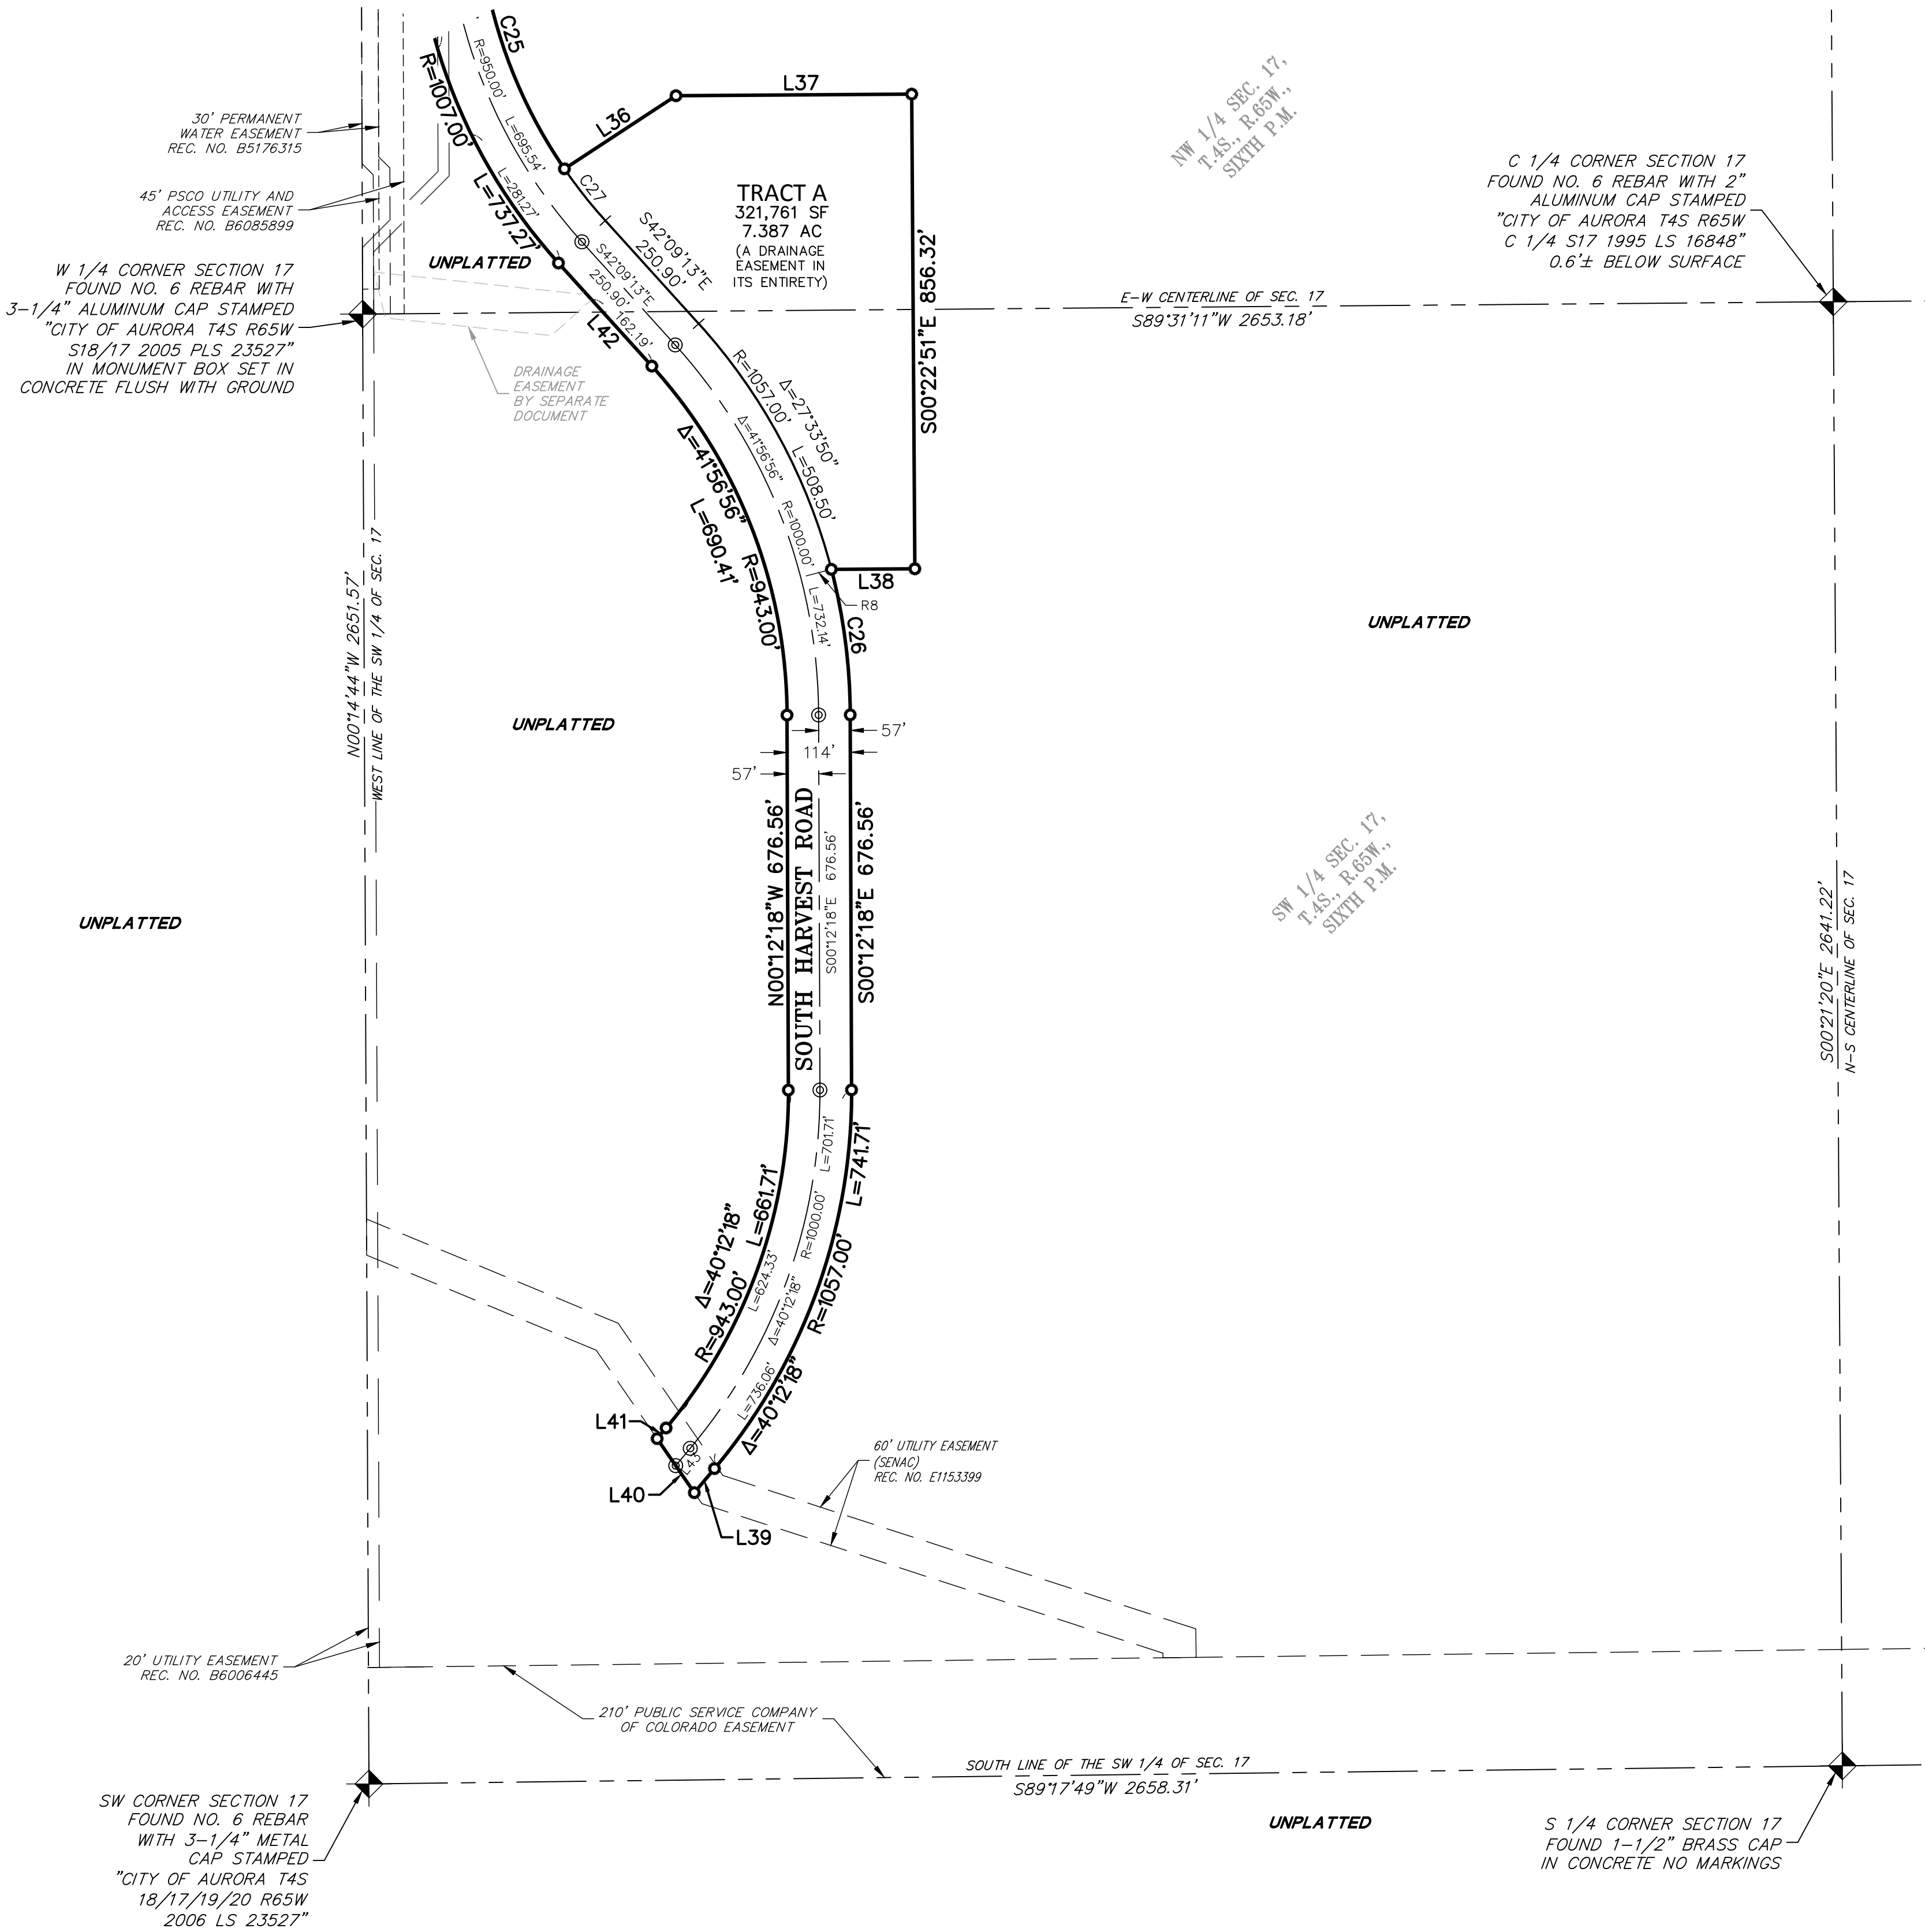 C25
R=950.00'
R=1007.00'
L=695.54'
L=281.27'
L=737.27'
L36
L37
C27
TRACT A
321,761 SF
7.387 AC
(A DRAINAGE
EASEMENT IN
ITS ENTIRETY)
S42°09'13"E
250.90'
S42°09'13"E
250.90'
162.19'
L42
S00°22'51"E 856.32'
NW 1/4 SEC. 17,
T.4S., R.65W.,
SIXTH P.M.
30' PERMANENT
WATER EASEMENT
REC. NO. B5176315
45' PSCO UTILITY AND
ACCESS EASEMENT
REC. NO. B6085899
UNPLATTED
W 1/4 CORNER SECTION 17
FOUND NO. 6 REBAR WITH
3-1/4" ALUMINUM CAP STAMPED
"CITY OF AURORA T4S R65W
S18/17 2005 PLS 23527"
IN MONUMENT BOX SET IN
CONCRETE FLUSH WITH GROUND
C 1/4 CORNER SECTION 17
FOUND NO. 6 REBAR WITH 2"
ALUMINUM CAP STAMPED
"CITY OF AURORA T4S R65W
C 1/4 S17 1995 LS 16848"
0.6'± BELOW SURFACE
E-W CENTERLINE OF SEC. 17
S89°31'11"W 2653.18'
DRAINAGE
EASEMENT
BY SEPARATE
DOCUMENT
R=1057.00'
Δ=27°33'50"
L=508.50'
Δ=41°56'56"
R=1000.00'
L=732.14'
Δ=41°56'56"
L=690.41'
R=943.00'
L38
R8
C26
N00°14'44"W 2651.57'
WEST LINE OF THE SW 1/4 OF SEC. 17
UNPLATTED
UNPLATTED
UNPLATTED
57'
114'
57'
N00°12'18"W 676.56'
SOUTH HARVEST ROAD
S00°12'18"E 676.56'
S00°12'18"E 676.56'
SW 1/4 SEC. 17,
T.4S., R.65W.,
SIXTH P.M.
S00°21'20"E 2641.22'
N-S CENTERLINE OF SEC. 17
L=701.71'
L=741.71'
L=661.71'
Δ=40°12'18"
R=943.00'
L=624.33'
R=1000.00'
Δ=40°12'18"
R=1057.00'
L=736.06'
Δ=40°12'18"
L41
L43
L40
L39
60' UTILITY EASEMENT
(SENAC)
REC. NO. E1153399
20' UTILITY EASEMENT
REC. NO. B6006445
210' PUBLIC SERVICE COMPANY
OF COLORADO EASEMENT
SOUTH LINE OF THE SW 1/4 OF SEC. 17
S89°17'49"W 2658.31'
UNPLATTED
SW CORNER SECTION 17
FOUND NO. 6 REBAR
WITH 3-1/4" METAL
CAP STAMPED
"CITY OF AURORA T4S
18/17/19/20 R65W
2006 LS 23527"
S 1/4 CORNER SECTION 17
FOUND 1-1/2" BRASS CAP
IN CONCRETE NO MARKINGS